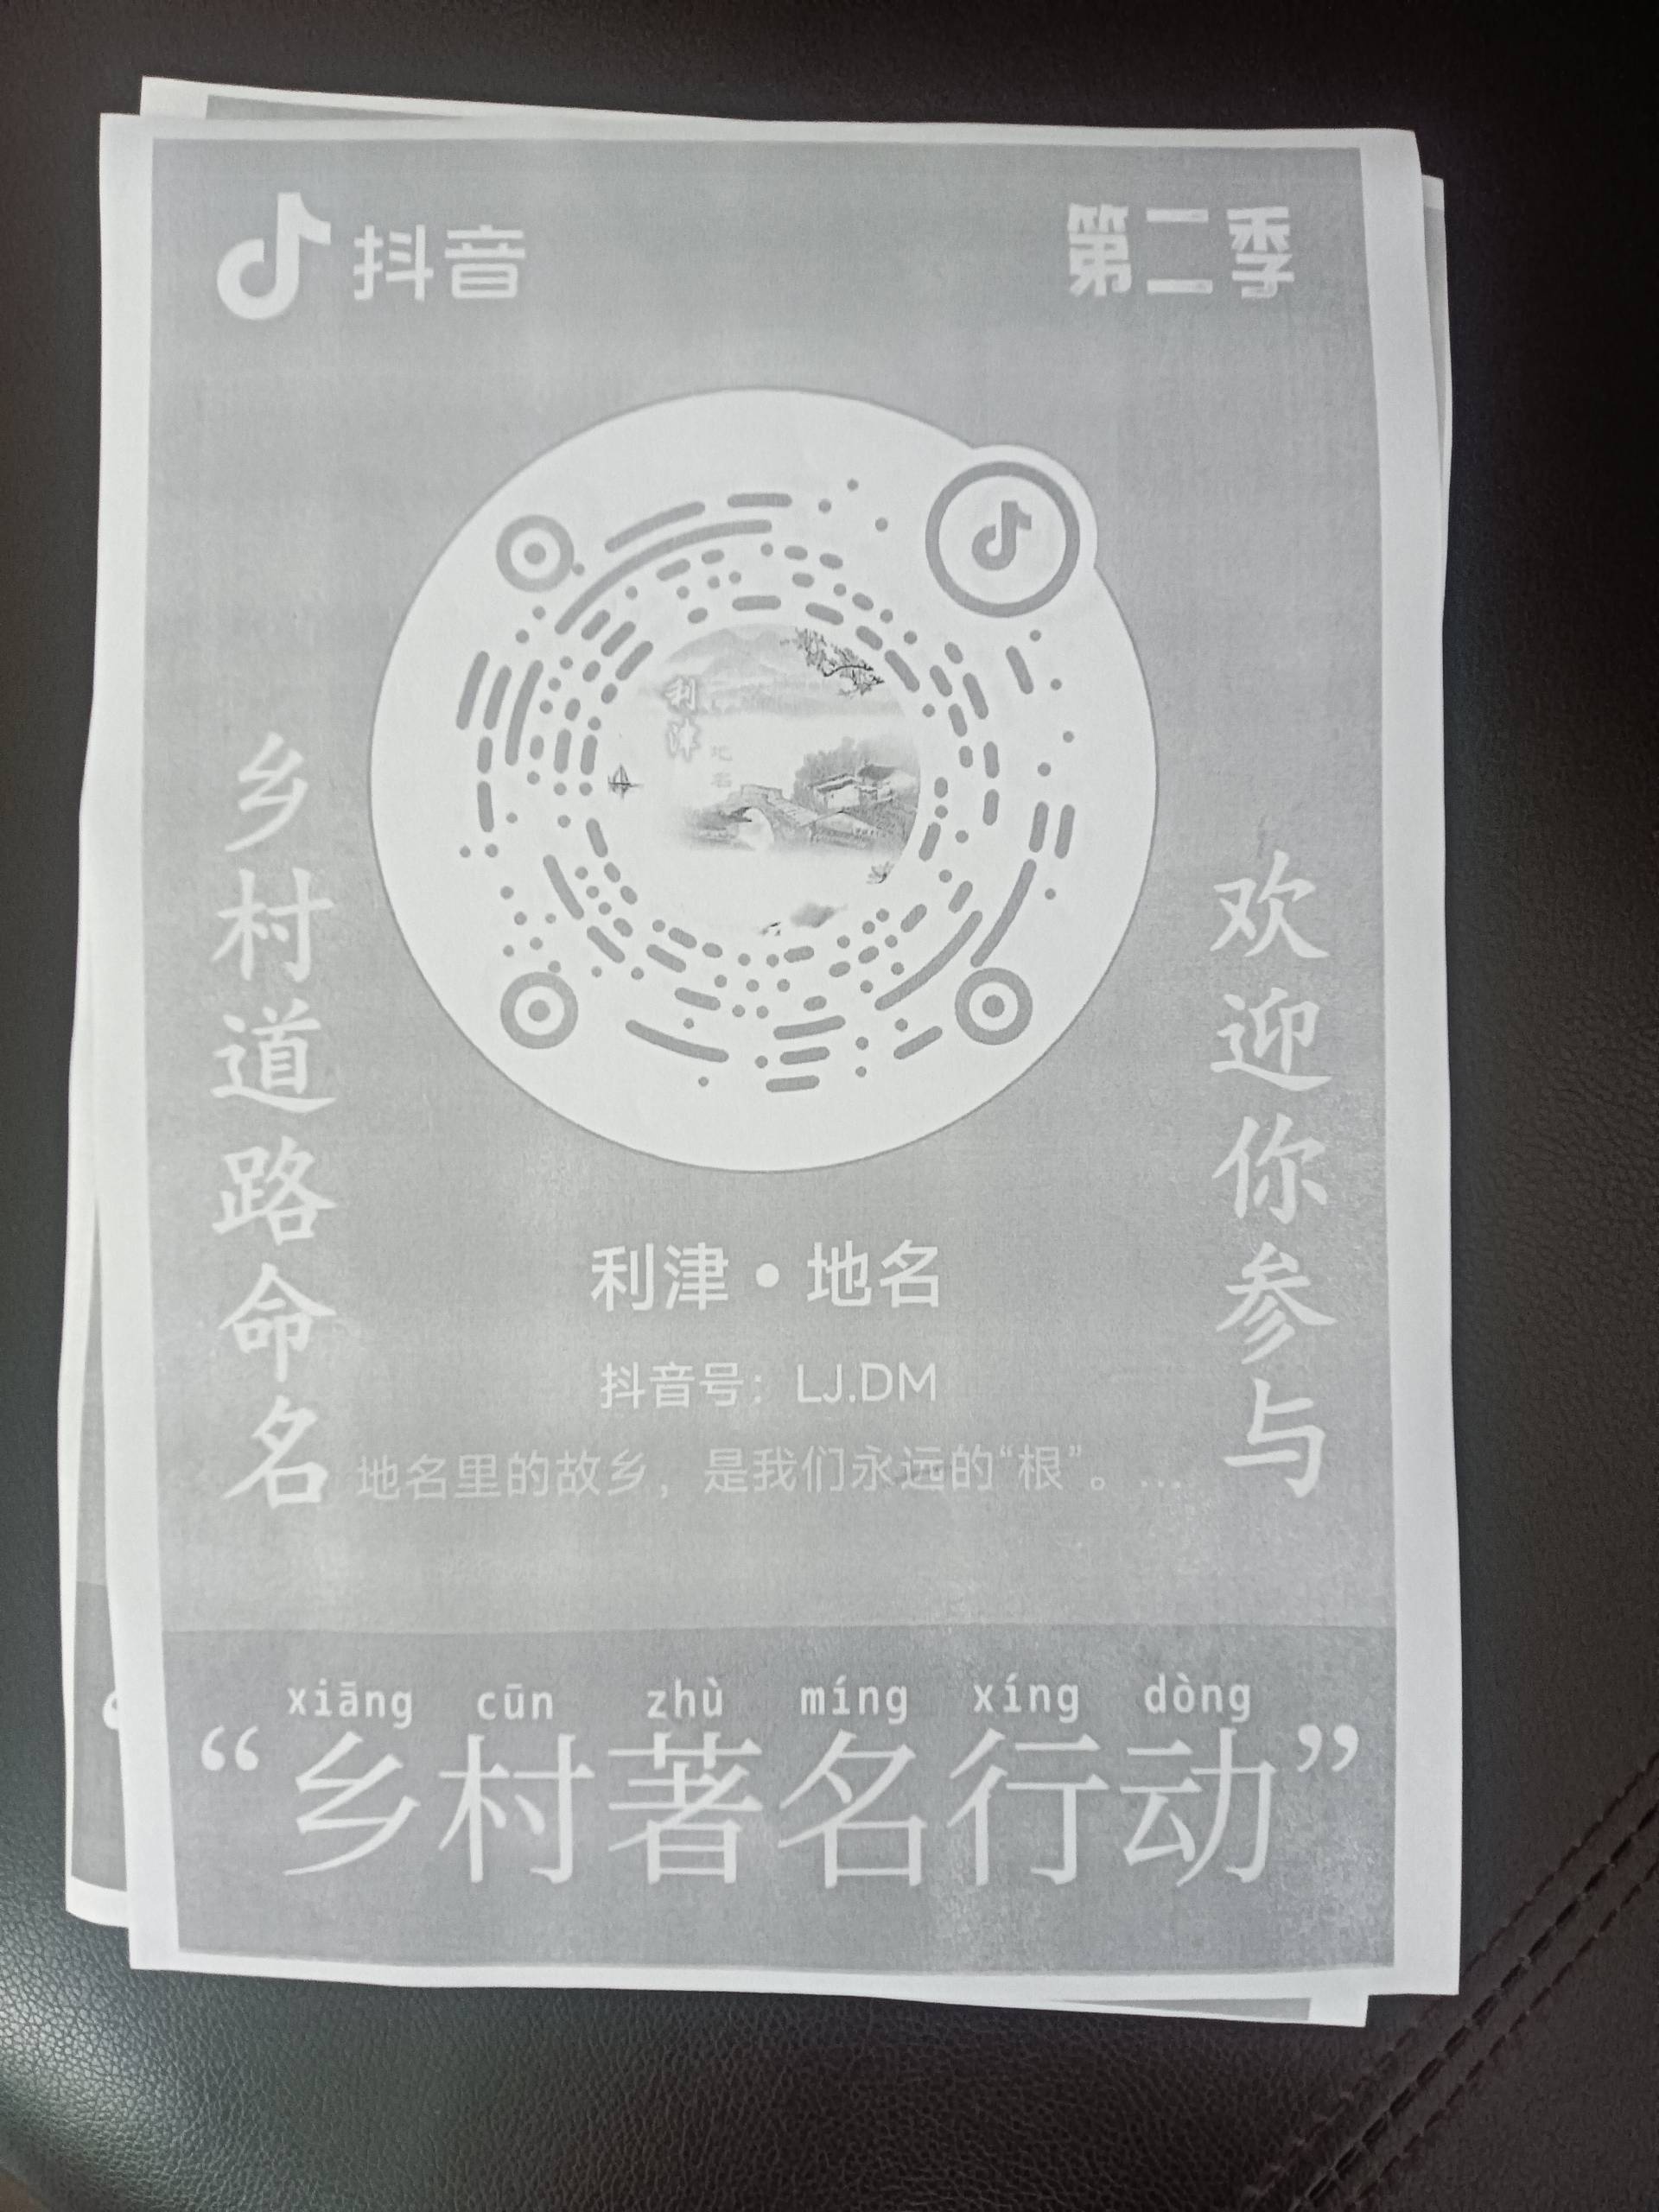 抖音
第二季
利津
地名
乡村道路命名
欢迎你参与
利津·地名
抖音号：LJ.DM
地名里的故乡，是我们永远的“根”。...
xiāng cūn zhù míng xíng dòng
“乡村著名行动”